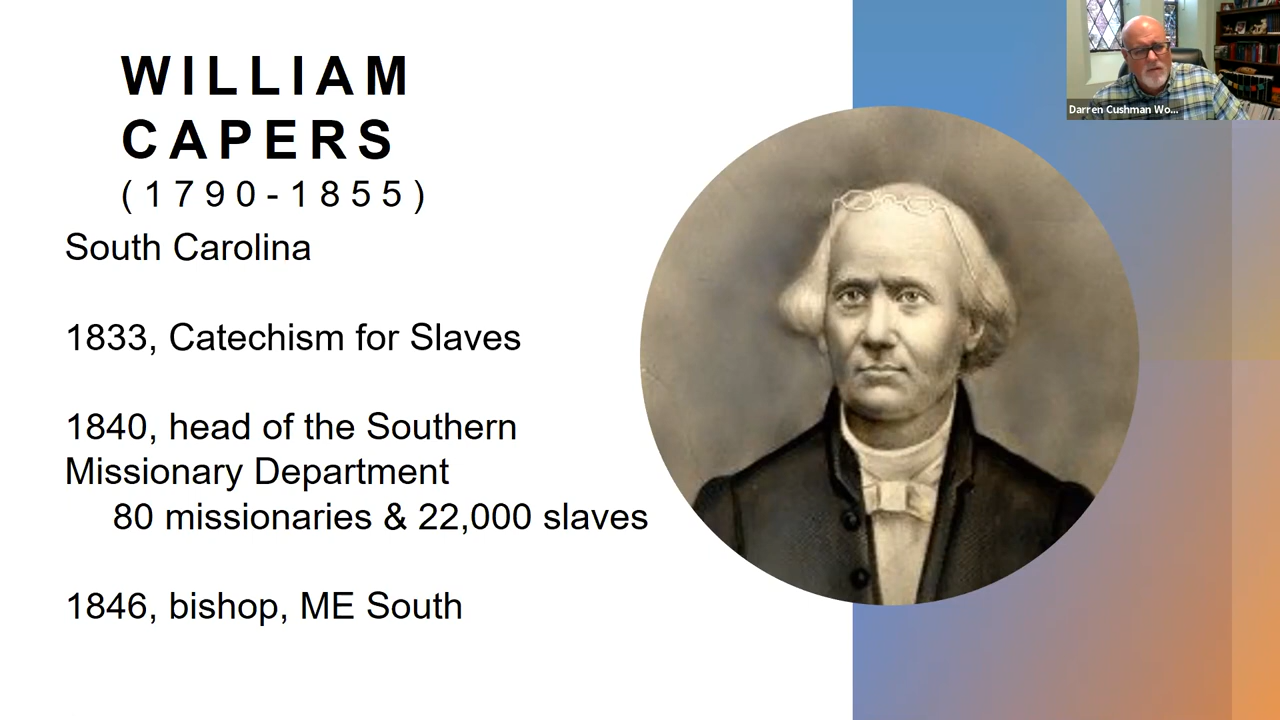 WILLIAM
CAPERS
(1790-1855)
South Carolina
1833, Catechism for Slaves
1840, head of the Southern
Missionary Department
80 missionaries & 22,000 slaves
1846, bishop, ME South
Darren Cushman Wo...